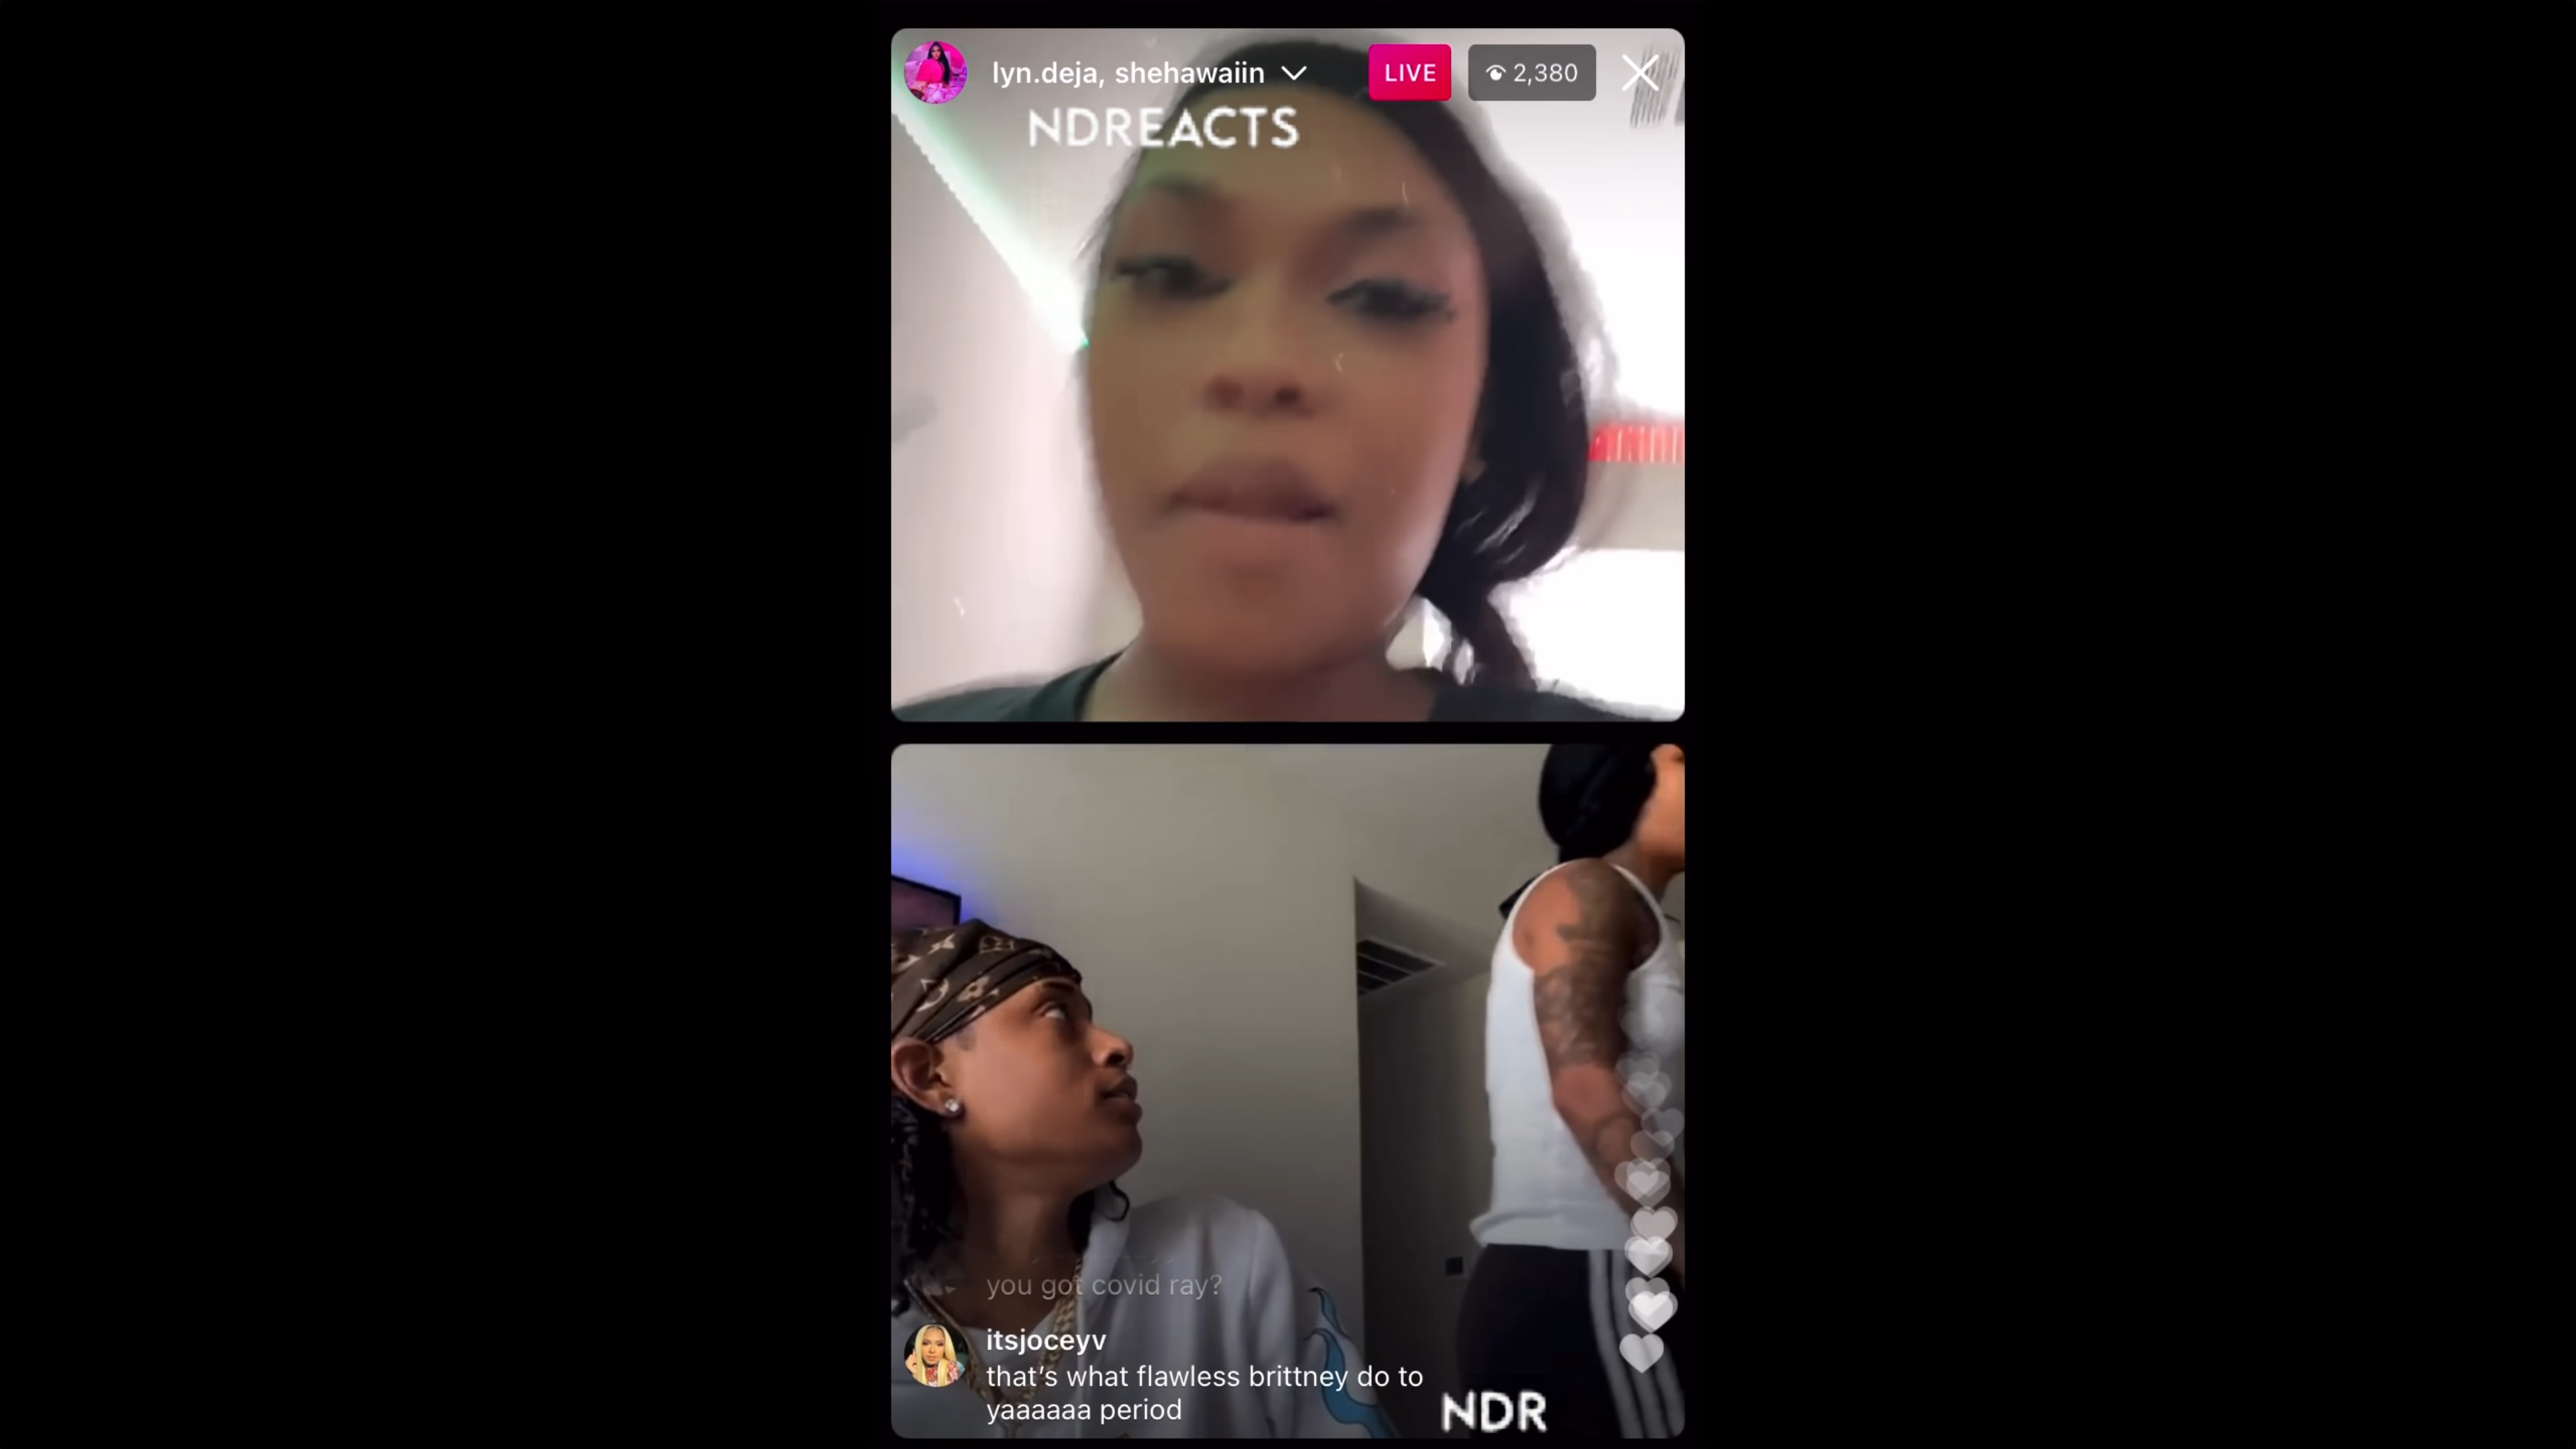 lyn.deja, shehawaiin
LIVE
2,380
NDREACTS
you got covid ray?
itsjoceyv
that's what flawless brittney do to
yaaaaaa period
NDR